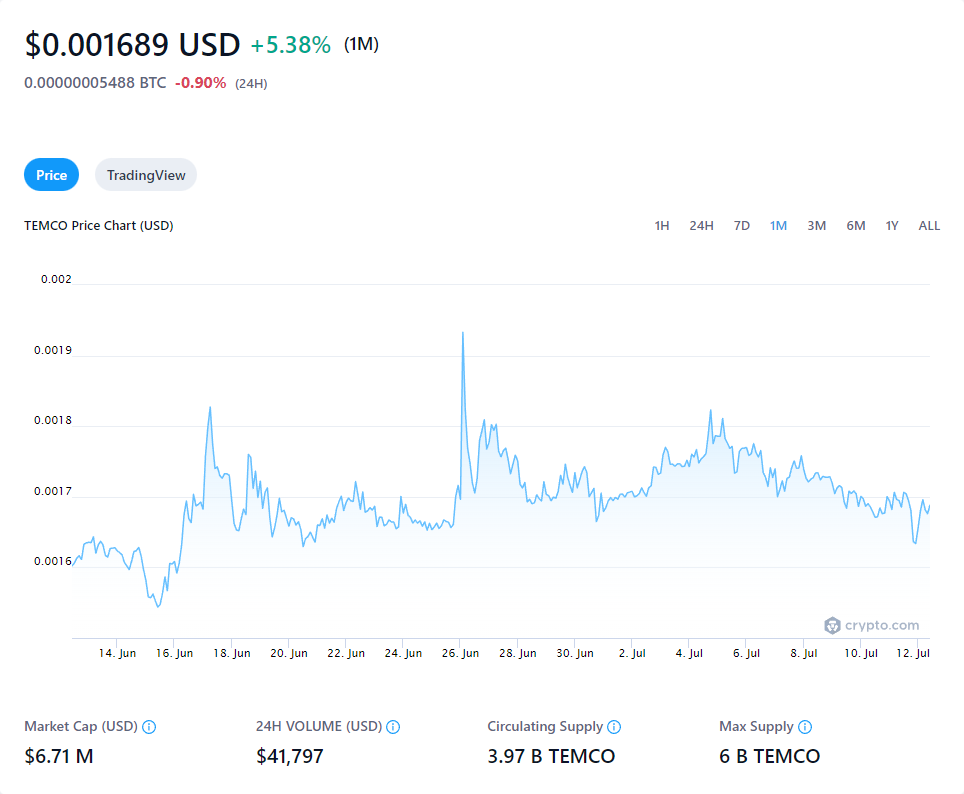 $0.001689 USD +5.38% (1M)
0.00000005488 BTC -0.90% (24H)
Price TradingView
TEMCO Price Chart (USD) 1H 24H 7D 1M 3M 6M 1Y ALL
0.002
0.0019
0.0018
0.0017
0.0016
crypto.com
14. Jun 16. Jun 18. Jun 20. Jun 22. Jun 24. Jun 26. Jun 28. Jun 30. Jun 2. Jul 4. Jul 6. Jul 8. Jul 10. Jul 12. Jul
Market Cap (USD) 24H VOLUME (USD) Circulating Supply Max Supply
$6.71 M $41,797 3.97 B TEMCO 6 B TEMCO